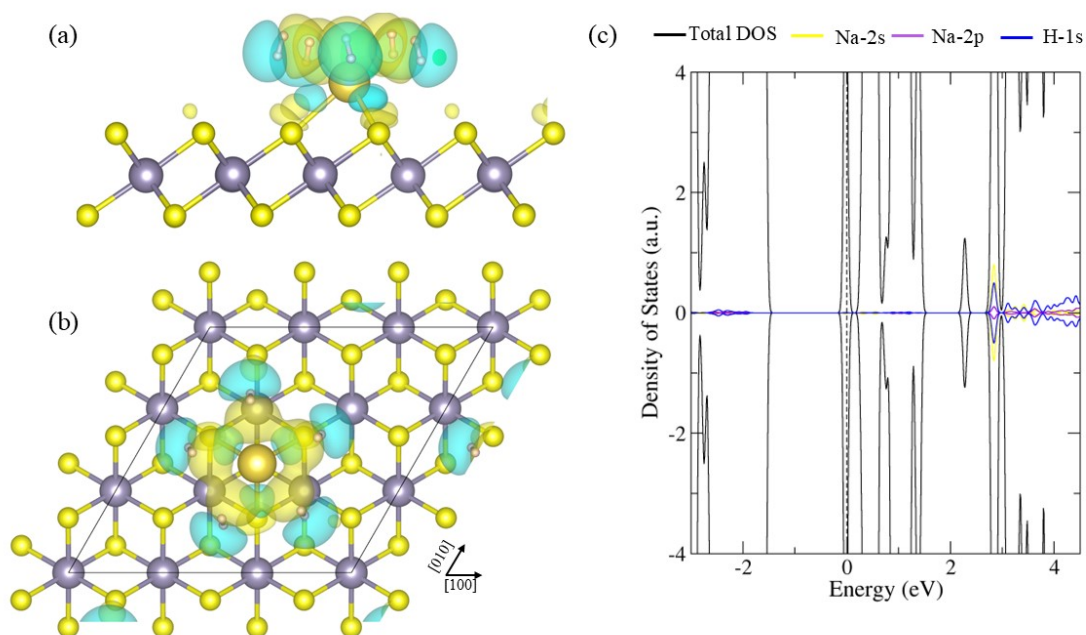 (a)
(b)
[010]
[100]
(c)
Total DOS Na-2s Na-2p H-1s
Density of States (a.u.)
4
2
0
-2
-4
-2 0 2 4
Energy (eV)